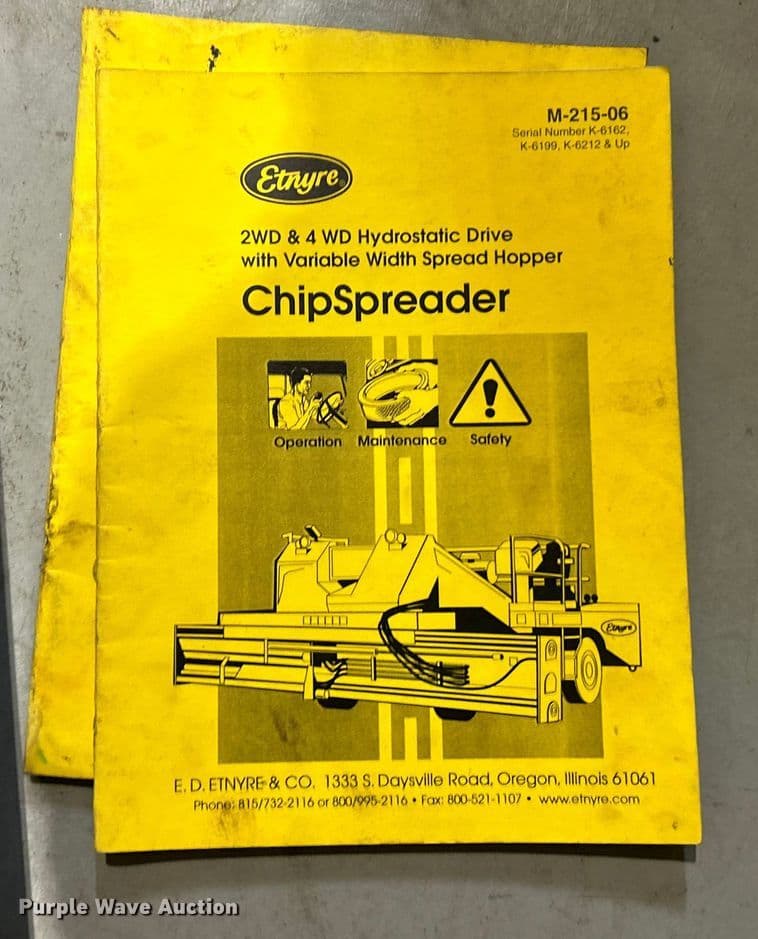 M-215-06
Serial Number K-6162,
K-6199, K-6212 & Up
Etnyre
2WD & 4 WD Hydrostatic Drive
with Variable Width Spread Hopper
ChipSpreader
Operation Maintenance Safety
Etnyre
E. D. ETNYRE & CO. 1333 S. Daysville Road, Oregon, Illinois 61061
Phone: 815/732-2116 or 800/995-2116 • Fax: 800-521-1107 • www.etnyre.com
Purple Wave Auction